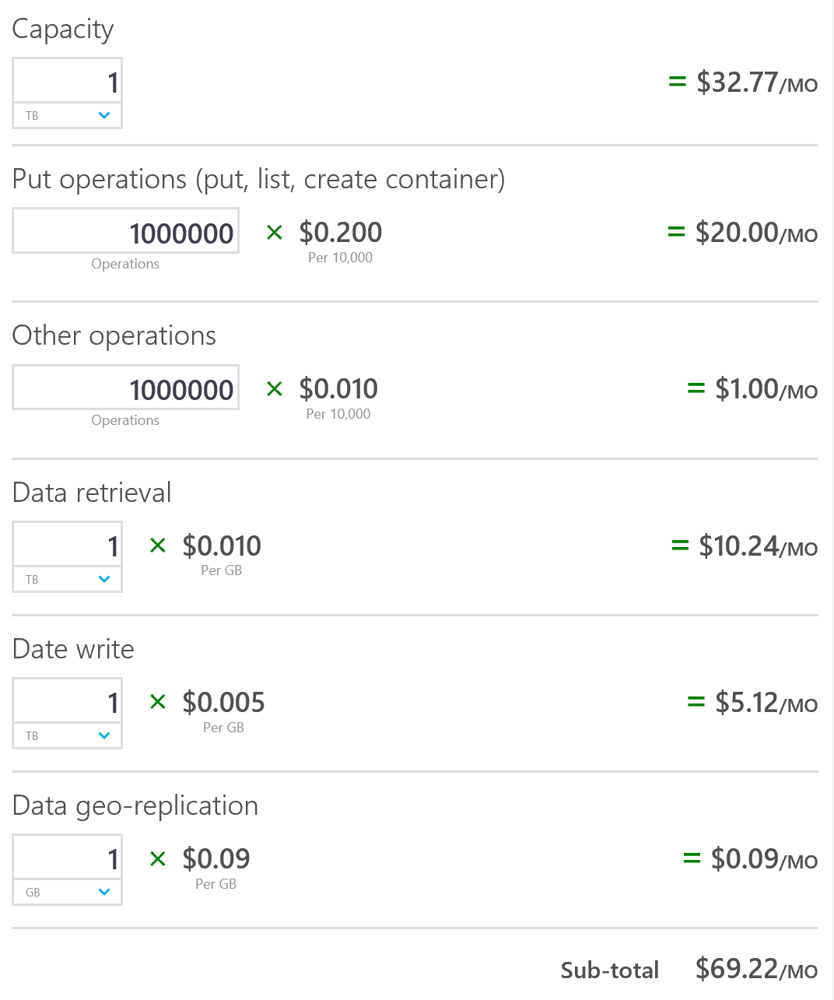 Capacity
1
TB
= $32.77/MO
Put operations (put, list, create container)
1000000 × $0.200 = $20.00/MO
Operations Per 10,000
Other operations
1000000 × $0.010 = $1.00/MO
Operations Per 10,000
Data retrieval
1 × $0.010 = $10.24/MO
TB Per GB
Date write
1 × $0.005 = $5.12/MO
TB Per GB
Data geo-replication
1 × $0.09 = $0.09/MO
GB Per GB
Sub-total $69.22/MO